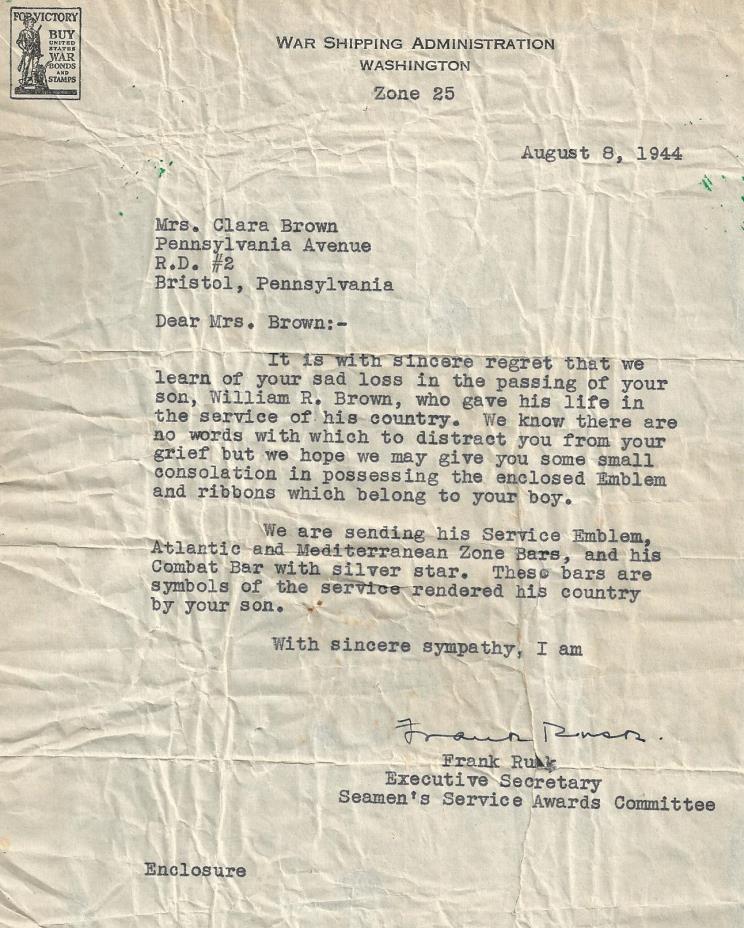 FOR VICTORY
BUY
UNITED
STATES
WAR
BONDS
AND
STAMPS
WAR SHIPPING ADMINISTRATION
WASHINGTON
Zone 25
August 8, 1944
Mrs. Clara Brown
Pennsylvania Avenue
R.D. #2
Bristol, Pennsylvania
Dear Mrs. Brown:-
It is with sincere regret that we
learn of your sad loss in the passing of your
son, William R. Brown, who gave his life in
the service of his country. We know there are
no words with which to distract you from your
grief but we hope we may give you some small
consolation in possessing the enclosed Emblem
and ribbons which belong to your boy.
We are sending his Service Emblem,
Atlantic and Mediterranean Zone Bars, and his
Combat Bar with silver star. These bars are
symbols of the service rendered his country
by your son.
With sincere sympathy, I am
Frank Rusk.
Frank Rusk
Executive Secretary
Seamen's Service Awards Committee
Enclosure